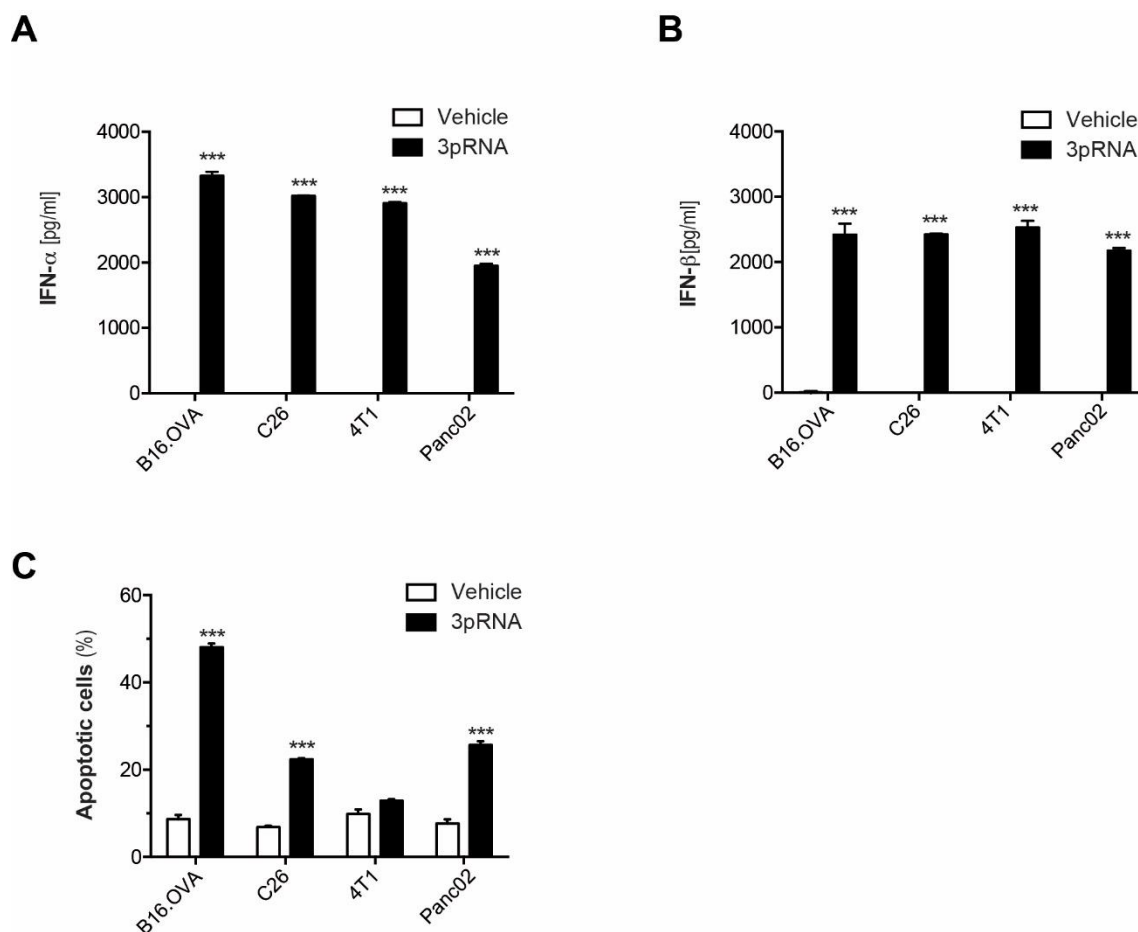 A
Vehicle
3pRNA
IFN-α [pg/ml]
4000
3000
2000
1000
0
***
***
***
***
B16.OVA
C26
4T1
Panc02
B
Vehicle
3pRNA
IFN-β[pg/ml]
4000
3000
2000
1000
0
***
***
***
***
B16.OVA
C26
4T1
Panc02
C
Vehicle
3pRNA
Apoptotic cells (%)
60
40
20
0
***
***
***
B16.OVA
C26
4T1
Panc02